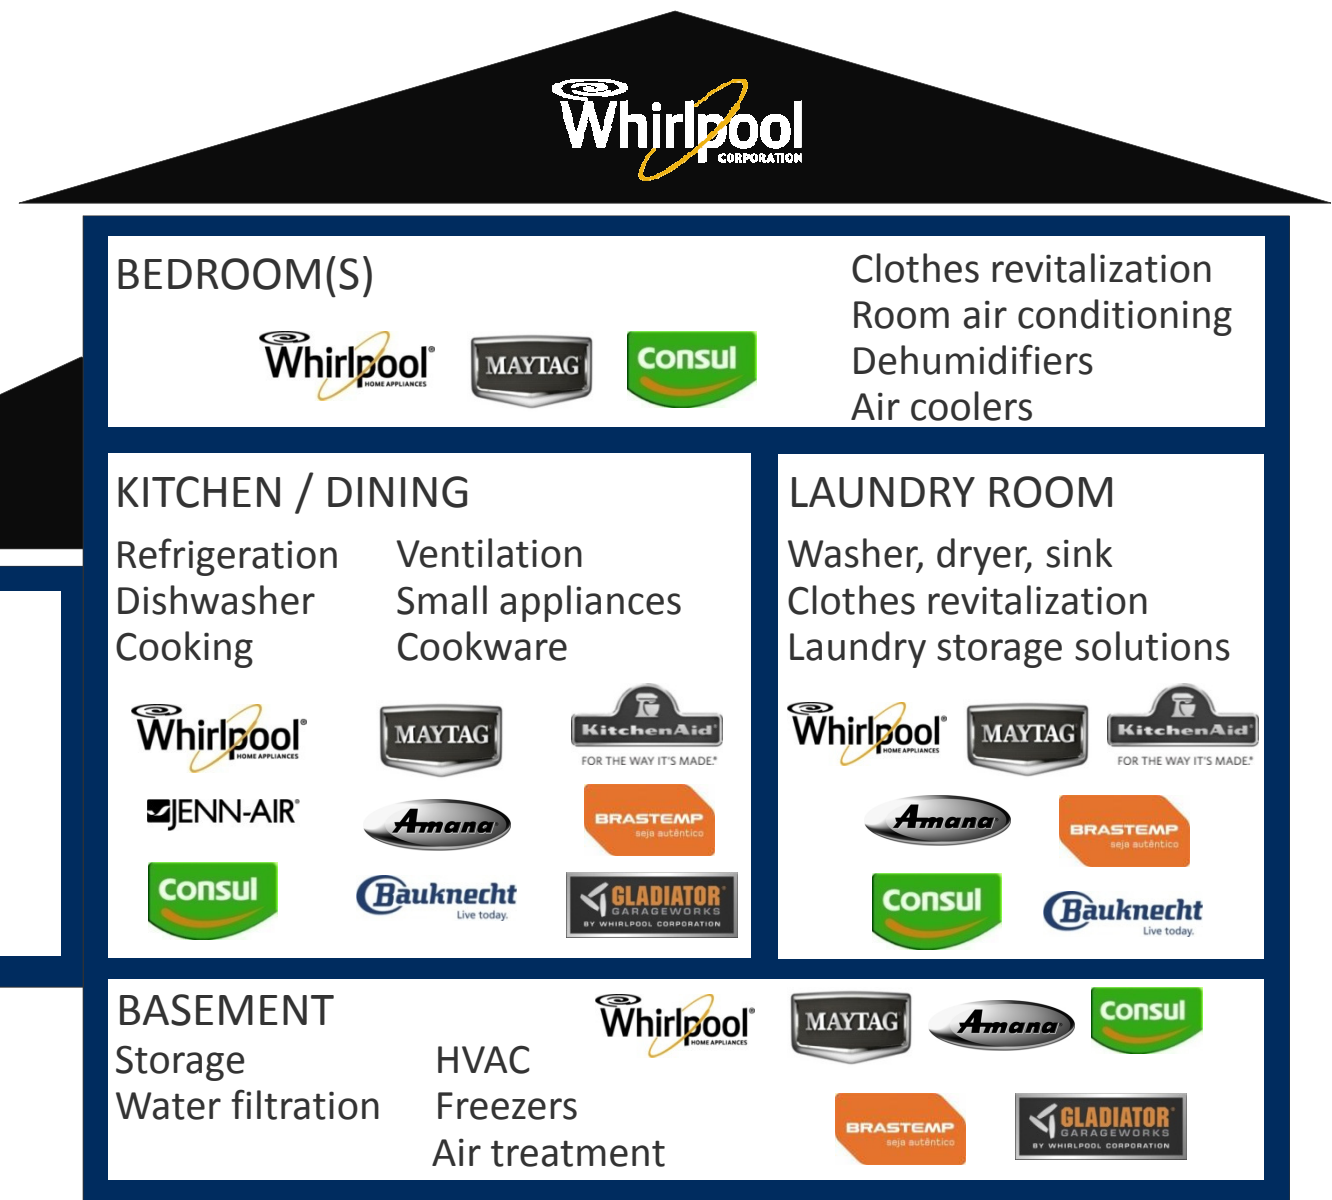 Whirlpool
CORPORATION
BEDROOM(S)
Clothes revitalization
Room air conditioning
Dehumidifiers
Air coolers
Whirlpool®
HOME APPLIANCES
MAYTAG
Consul
KITCHEN / DINING
Refrigeration
Dishwasher
Cooking
Ventilation
Small appliances
Cookware
Whirlpool®
HOME APPLIANCES
MAYTAG
KitchenAid®
FOR THE WAY IT'S MADE.®
JENN-AIR®
Amana
BRASTEMP
seja autêntico
Consul
Bauknecht
Live today.
GLADIATOR®
GARAGEWORKS
BY WHIRLPOOL CORPORATION
LAUNDRY ROOM
Washer, dryer, sink
Clothes revitalization
Laundry storage solutions
Whirlpool®
HOME APPLIANCES
MAYTAG
KitchenAid®
FOR THE WAY IT'S MADE.®
Amana
BRASTEMP
seja autêntico
Consul
Bauknecht
Live today.
BASEMENT
Storage
Water filtration
HVAC
Freezers
Air treatment
Whirlpool®
HOME APPLIANCES
MAYTAG
Amana
Consul
BRASTEMP
seja autêntico
GLADIATOR®
GARAGEWORKS
BY WHIRLPOOL CORPORATION